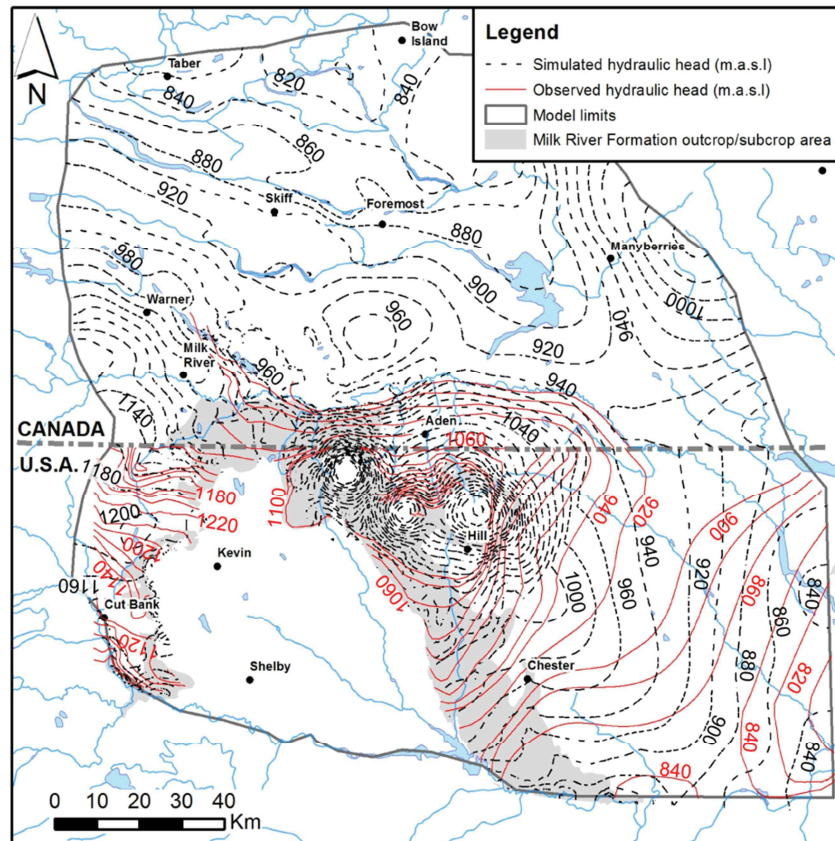 Bow
Island
Taber
820
840
840
N
860
880
920
Skiff
Foremost
880
Manyberries
980
900
1000
Warner
960
940
920
Milk
River
960
940
1140
Aden
1040
CANADA
1060
U.S.A.
1180
1180
1100
1200
1220
920
900
940
1200
Kevin
Hill
940
920
860
1140
1160
1060
1000
960
860
840
Cut Bank
880
1120
Shelby
Chester
820
900
840
840
840
0 10 20 30 40
Km
Legend
Simulated hydraulic head (m.a.s.l)
Observed hydraulic head (m.a.s.l)
Model limits
Milk River Formation outcrop/subcrop area